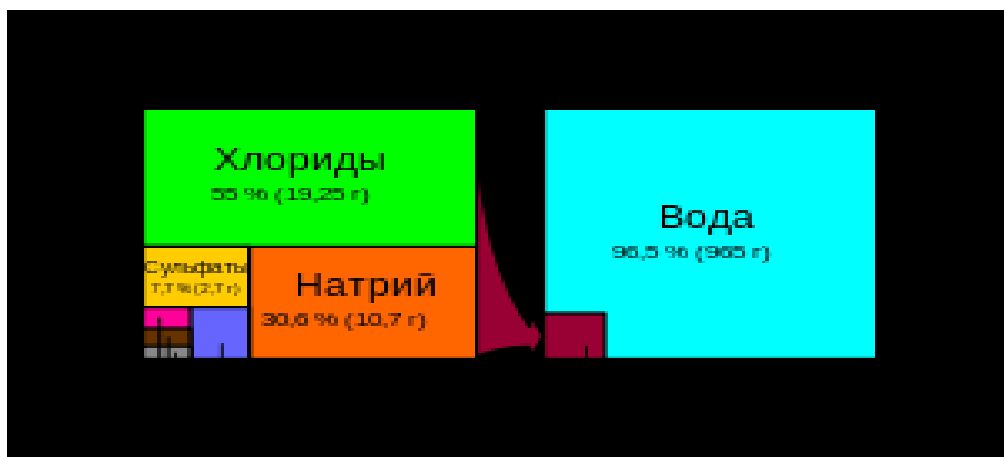 Хлориды
55 % (19,25 г)
Сульфаты
7,7 % (2,7 г)
Натрий
30,6 % (10,7 г)
Вода
96,5 % (965 г)